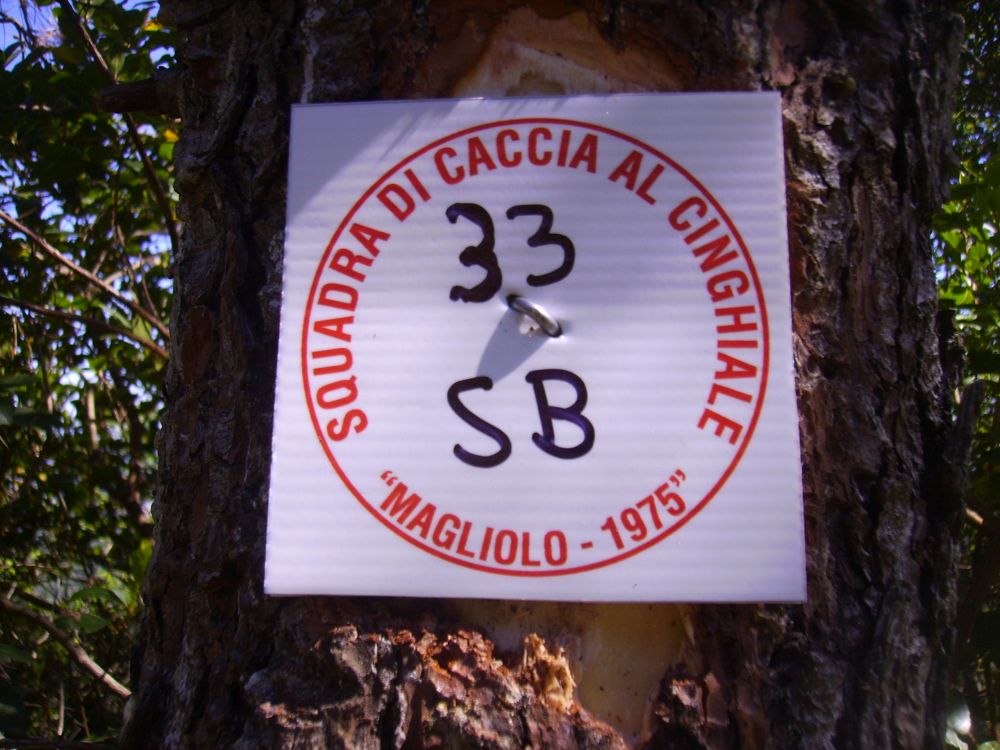 SQUADRA DI CACCIA AL CINGHIALE
33
SB
“MAGLIOLO - 1975”